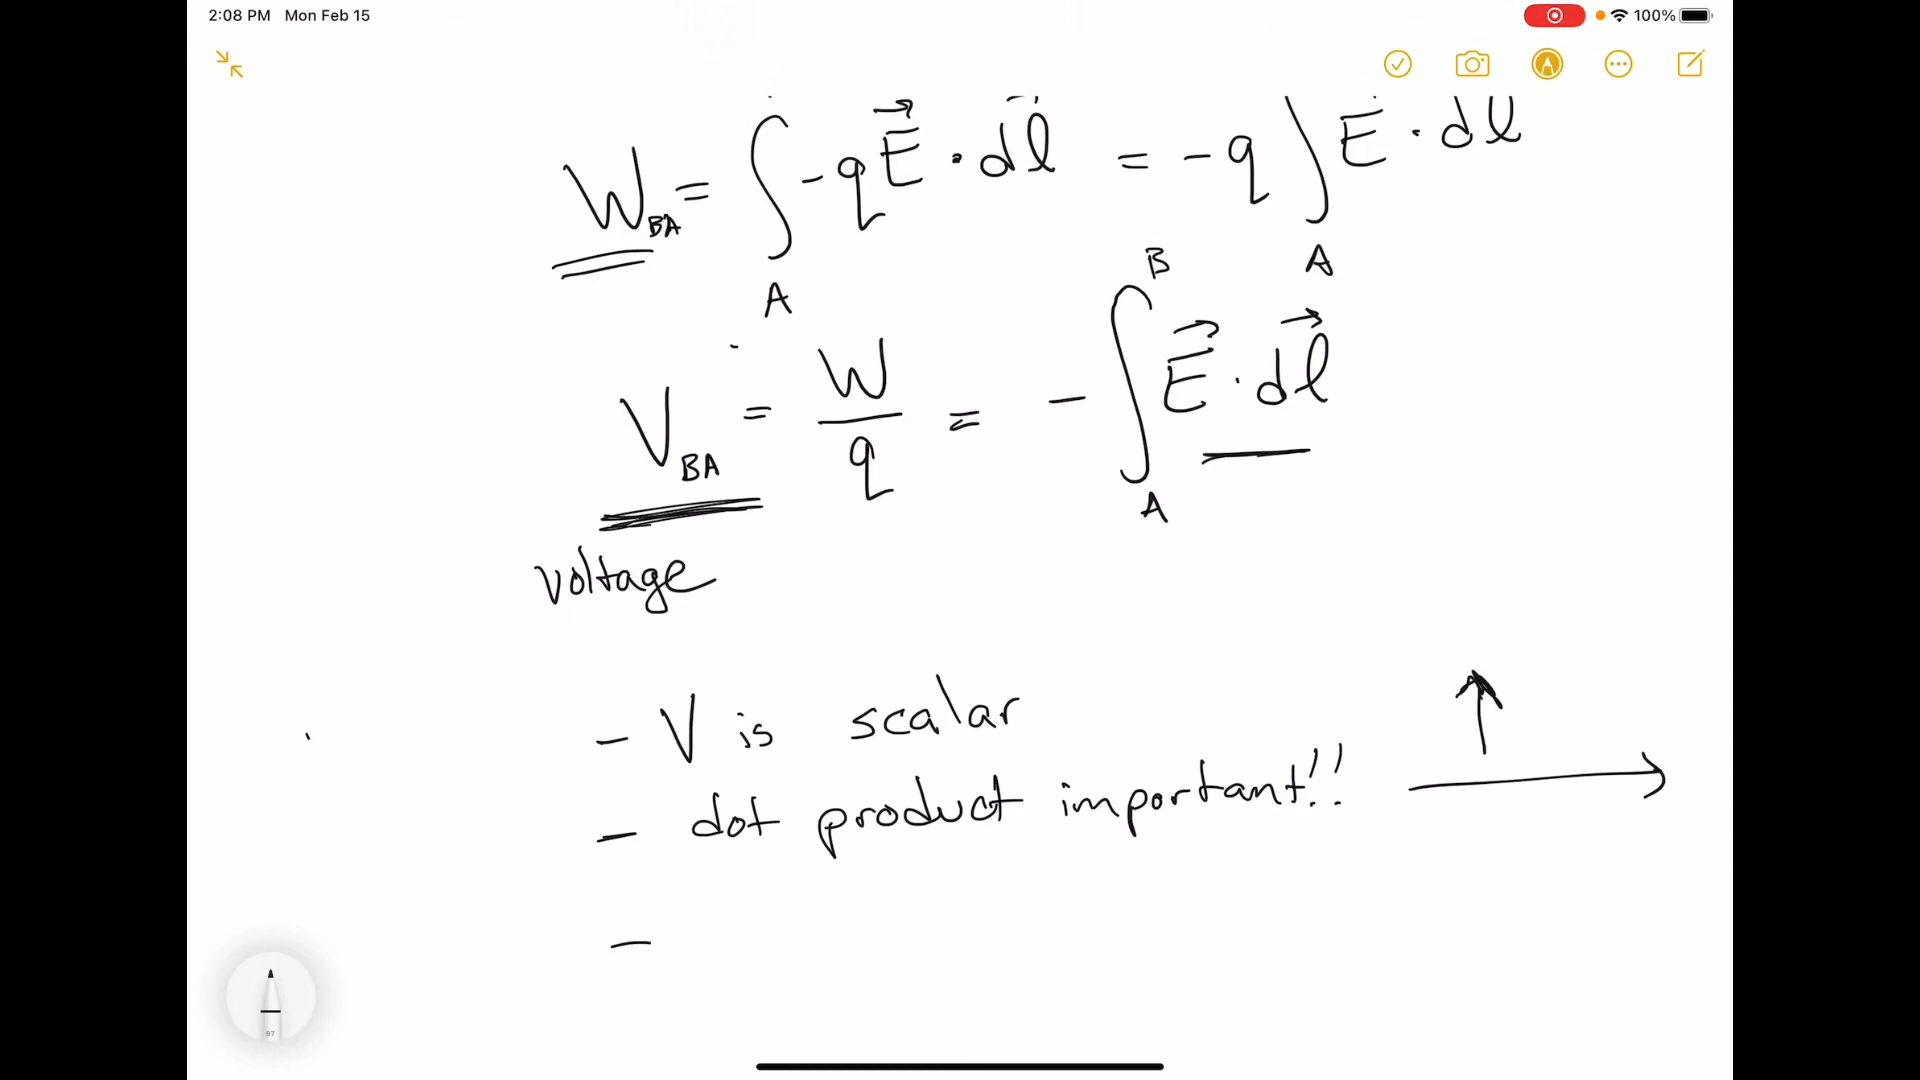 2:08 PM Mon Feb 15 100%
W_BA = ∫_A -qE⃗ · dl⃗ = -q ∫_A E · dl
V_BA = W/q = - ∫_A^B E⃗ · dl⃗
voltage
- V is scalar
- dot product important!!
-
97